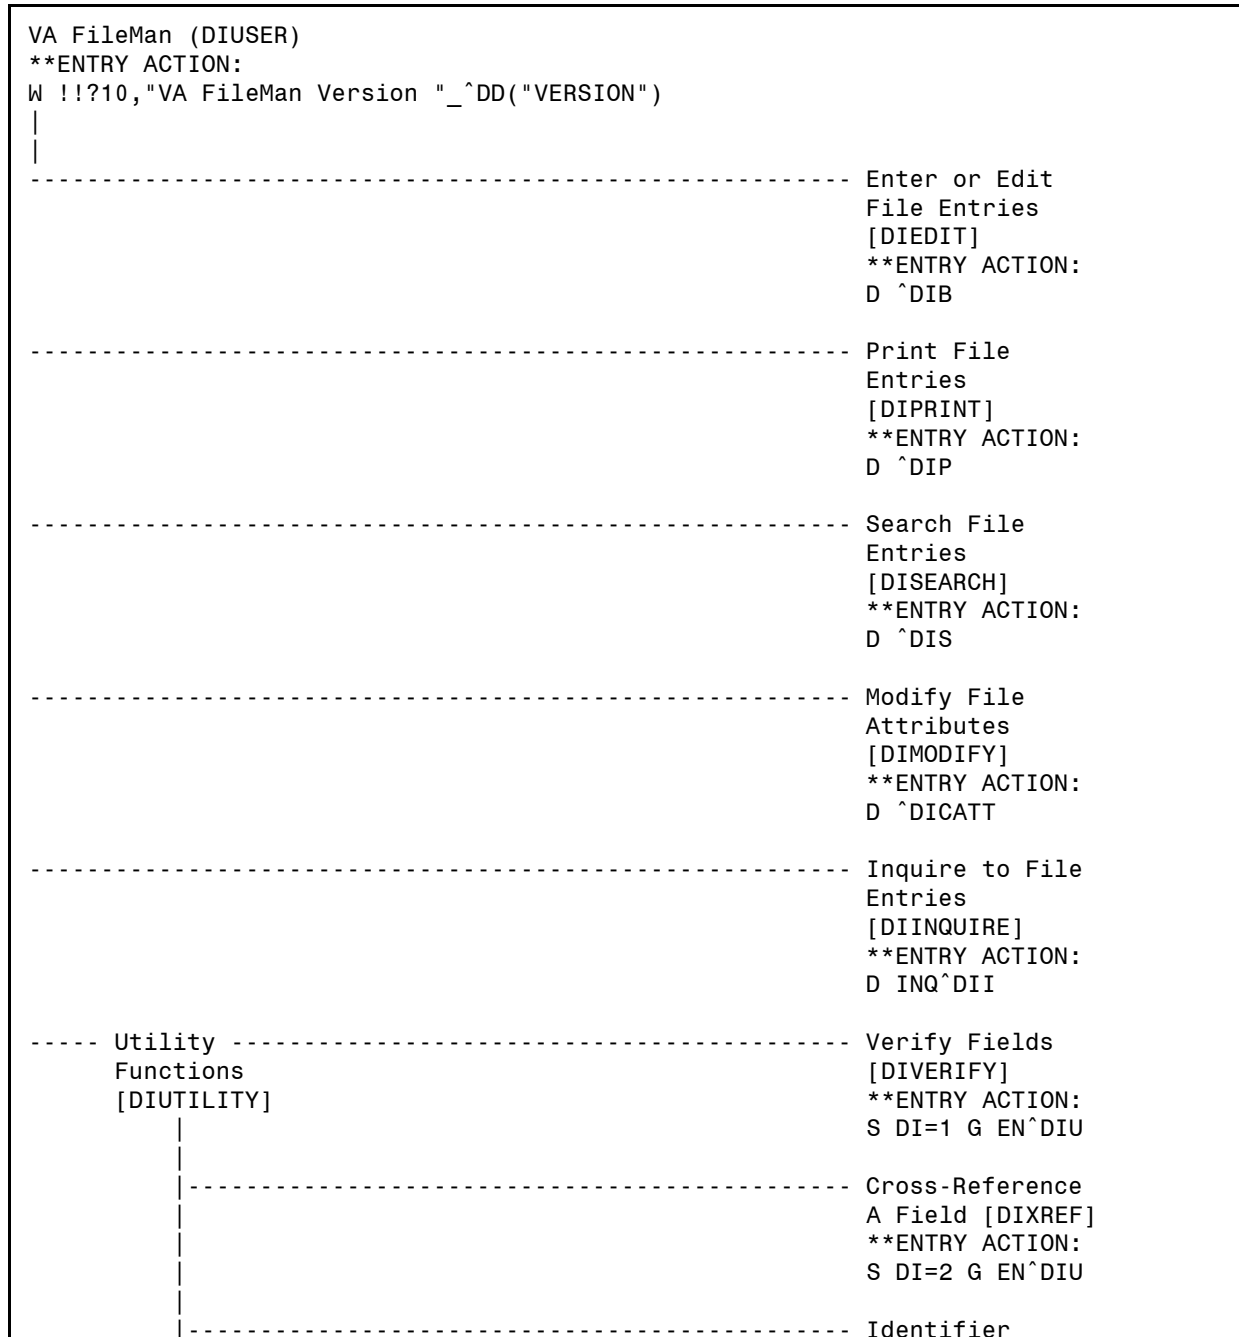 VA FileMan (DIUSER)
**ENTRY ACTION:
W !!?10,"VA FileMan Version "_^DD("VERSION")
|
|
--------------------------------------------------------- Enter or Edit
File Entries
[DIEDIT]
**ENTRY ACTION:
D ^DIB
--------------------------------------------------------- Print File
Entries
[DIPRINT]
**ENTRY ACTION:
D ^DIP
--------------------------------------------------------- Search File
Entries
[DISEARCH]
**ENTRY ACTION:
D ^DIS
--------------------------------------------------------- Modify File
Attributes
[DIMODIFY]
**ENTRY ACTION:
D ^DICATT
--------------------------------------------------------- Inquire to File
Entries
[DIINQUIRE]
**ENTRY ACTION:
D INQ^DII
----- Utility ------------------------------------------- Verify Fields
Functions [DIVERIFY]
[DIUTILITY] **ENTRY ACTION:
| S DI=1 G EN^DIU
|
|---------------------------------------------- Cross-Reference
| A Field [DIXREF]
| **ENTRY ACTION:
| S DI=2 G EN^DIU
|
|---------------------------------------------- Identifier